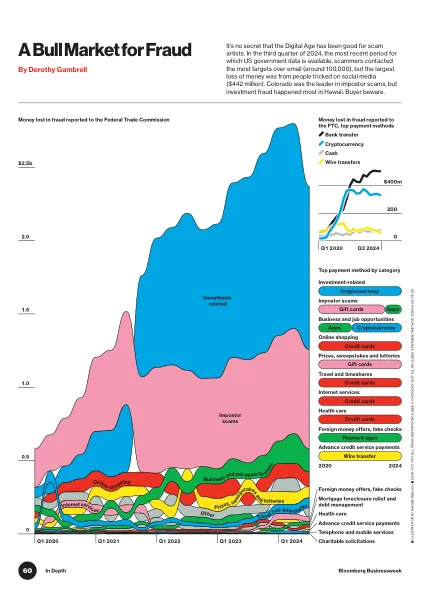 A Bull Market for Fraud
By Dorothy Gambrell
It's no secret that the Digital Age has been good for scam
artists. In the third quarter of 2024, the most recent period for
which US government data is available, scammers contacted
the most targets over email (around 100,000), but the largest
loss of money was from people tricked on social media
($442 million). Colorado was the leader in impostor scams, but
investment fraud happened most in Hawaii. Buyer beware.
Money lost in fraud reported to the Federal Trade Commission
$2.5b
2.0
1.5
1.0
0.5
0
Investment-
related
Impostor
scams
Business and job opportunities
Online shopping
Internet services
Prizes, sweepstakes and lotteries
Other
Travel and timeshares
Q1 2020
Q1 2021
Q1 2022
Q1 2023
Q1 2024
Money lost in fraud reported to
the FTC, top payment methods
Bank transfer
Cryptocurrency
Cash
Wire transfers
$400m
200
0
Q1 2020
Q3 2024
Top payment method by category
Investment-related
Cryptocurrency
Impostor scams
Gift cards
Apps
Business and job opportunities
Apps
Cryptocurrency
Online shopping
Credit cards
Prizes, sweepstakes and lotteries
Gift cards
Travel and timeshares
Credit cards
Internet services
Credit cards
Health care
Credit cards
Foreign money offers, fake checks
Payment apps
Advance credit service payments
Wire transfer
2020
2024
Foreign money offers, fake checks
Mortgage foreclosure relief and
debt management
Health care
Advance credit service payments
Telephone and mobile services
Charitable solicitations
60
In Depth
Bloomberg Businessweek